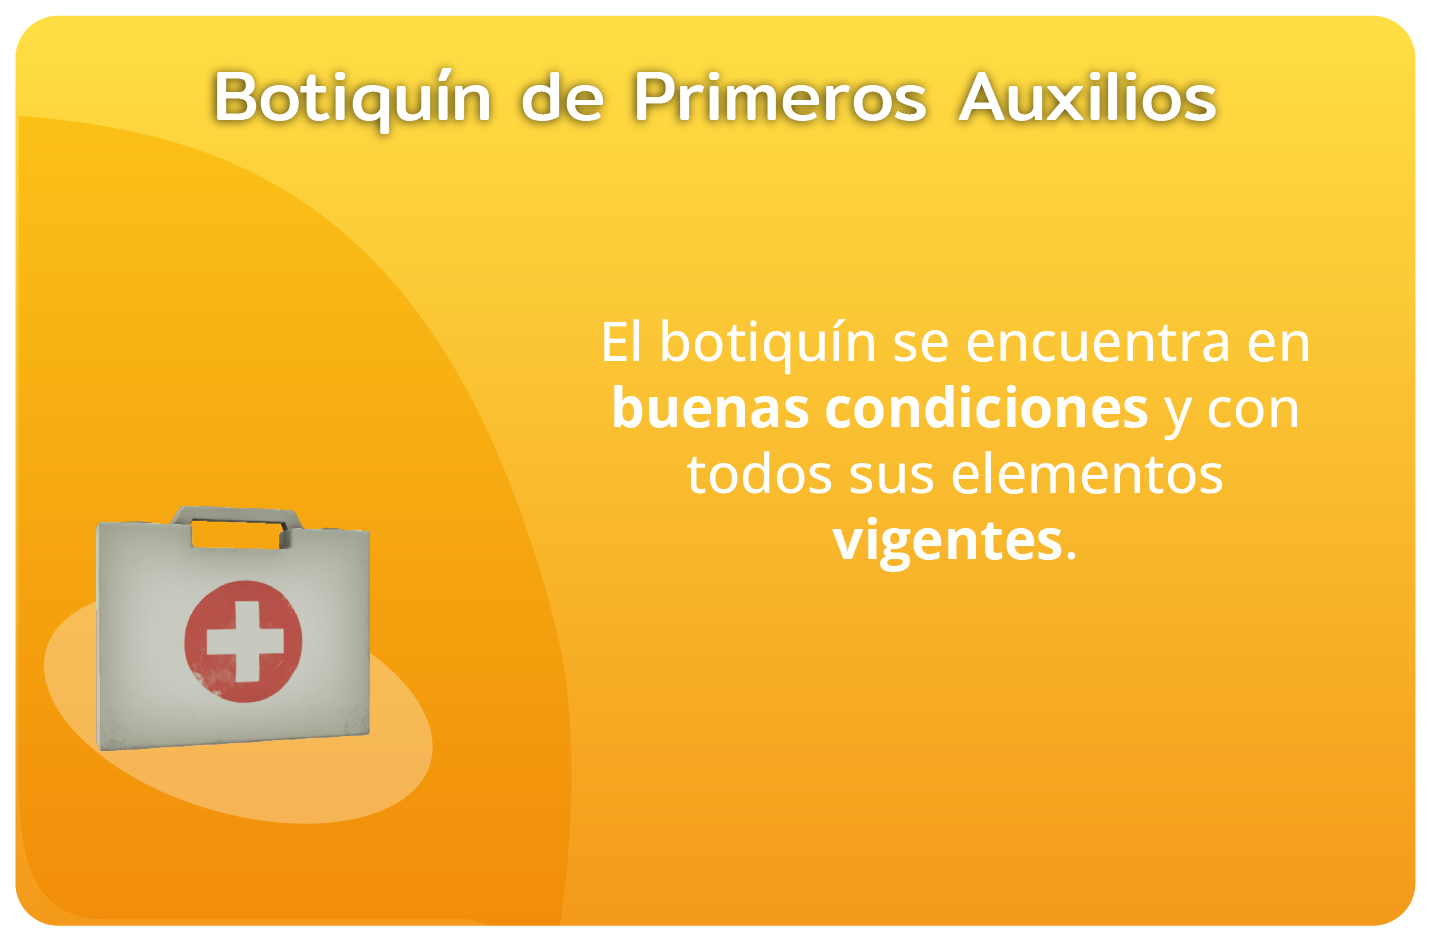 Botiquín de Primeros Auxilios
El botiquín se encuentra en
buenas condiciones y con
todos sus elementos
vigentes.